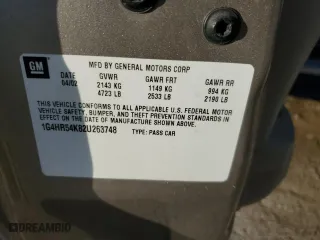 GM
MFD BY GENERAL MOTORS CORP
DATE GVWR GAWR FRT GAWR RR
04/02 2143 KG 1149 KG 994 KG
4723 LB 2533 LB 2190 LB
THIS VEHICLE CONFORMS TO ALL APPLICABLE U.S. FEDERAL MOTOR
VEHICLE SAFETY, BUMPER, AND THEFT PREVENTION STANDARDS IN
EFFECT ON THE DATE OF MANUFACTURE SHOWN ABOVE.
1G4HR54K82U263748 TYPE: PASS CAR
DREAMBID